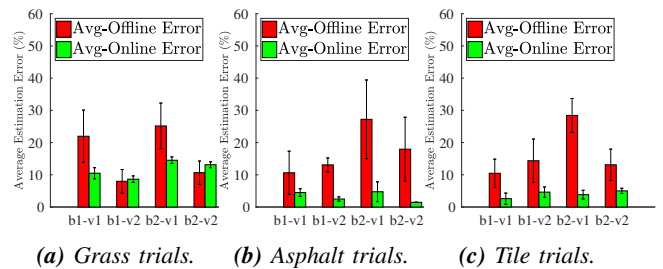 60
50
40
30
20
10
0
Average Estimation Error (%)
Avg-Offline Error
Avg-Online Error
b1-v1 b1-v2 b2-v1 b2-v2
(a) Grass trials.
60
50
40
30
20
10
0
Average Estimation Error (%)
Avg-Offline Error
Avg-Online Error
b1-v1 b1-v2 b2-v1 b2-v2
(b) Asphalt trials.
60
50
40
30
20
10
0
Average Estimation Error (%)
Avg-Offline Error
Avg-Online Error
b1-v1 b1-v2 b2-v1 b2-v2
(c) Tile trials.